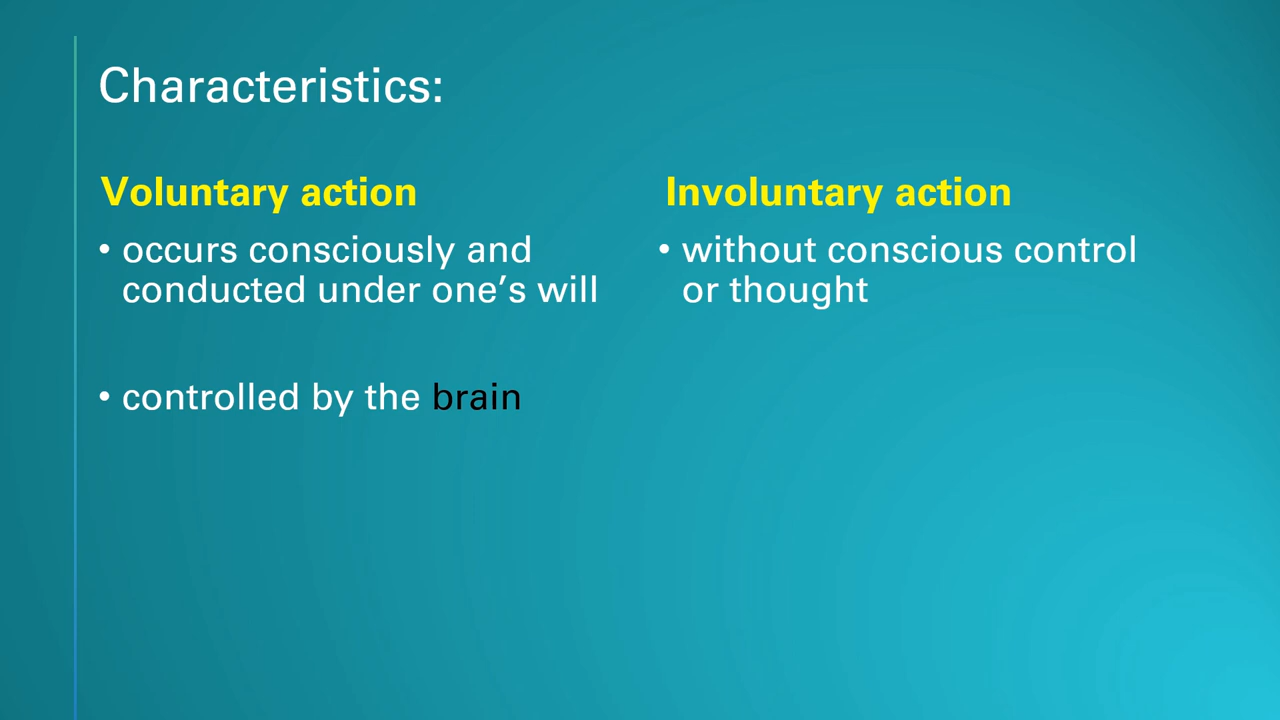 Characteristics:
Voluntary action
• occurs consciously and
conducted under one’s will
• controlled by the brain
Involuntary action
• without conscious control
or thought